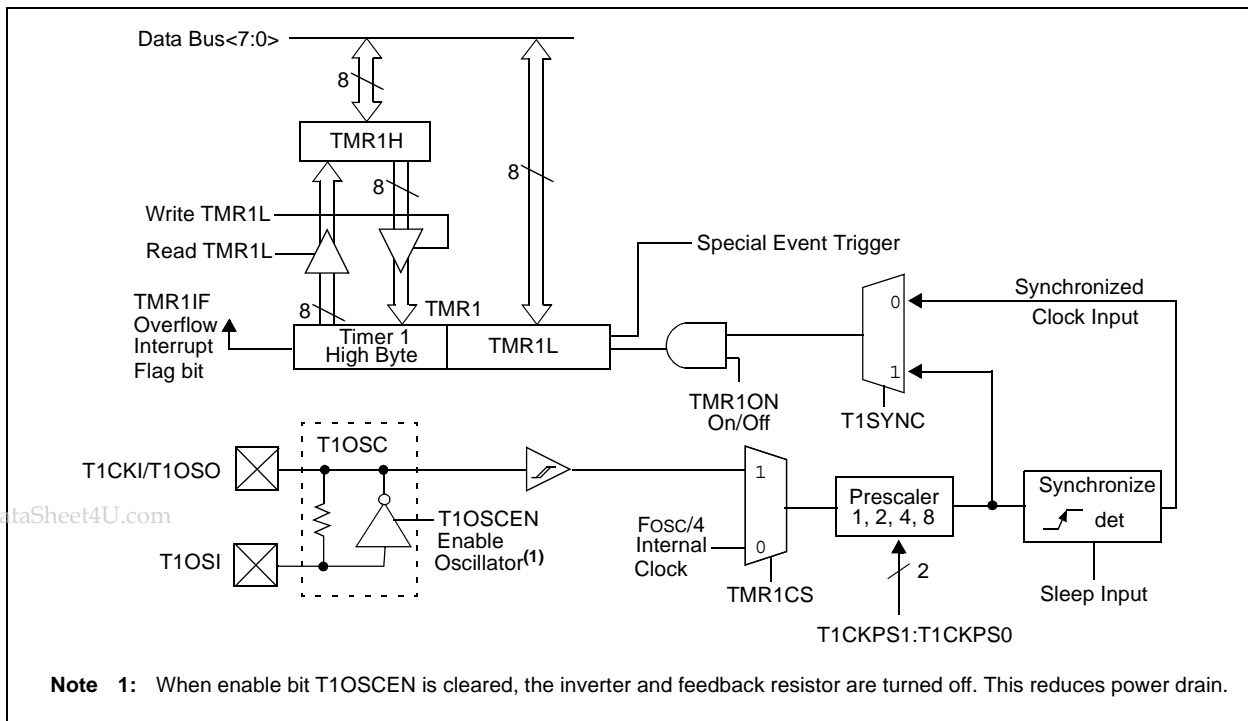 Data Bus<7:0>
8
TMR1H
8
8
Write TMR1L
Read TMR1L
Special Event Trigger
TMR1IF
Overflow
Interrupt
Flag bit
8
TMR1
Timer 1
High Byte
TMR1L
0
1
Synchronized
Clock Input
TMR1ON
On/Off
T1SYNC
T1OSC
T1CKI/T1OSO
T1OSI
T1OSCEN
Enable
Oscillator(1)
1
0
FOSC/4
Internal
Clock
TMR1CS
Prescaler
1, 2, 4, 8
2
T1CKPS1:T1CKPS0
Synchronize
det
Sleep Input
ataSheet4U.com
Note 1: When enable bit T1OSCEN is cleared, the inverter and feedback resistor are turned off. This reduces power drain.